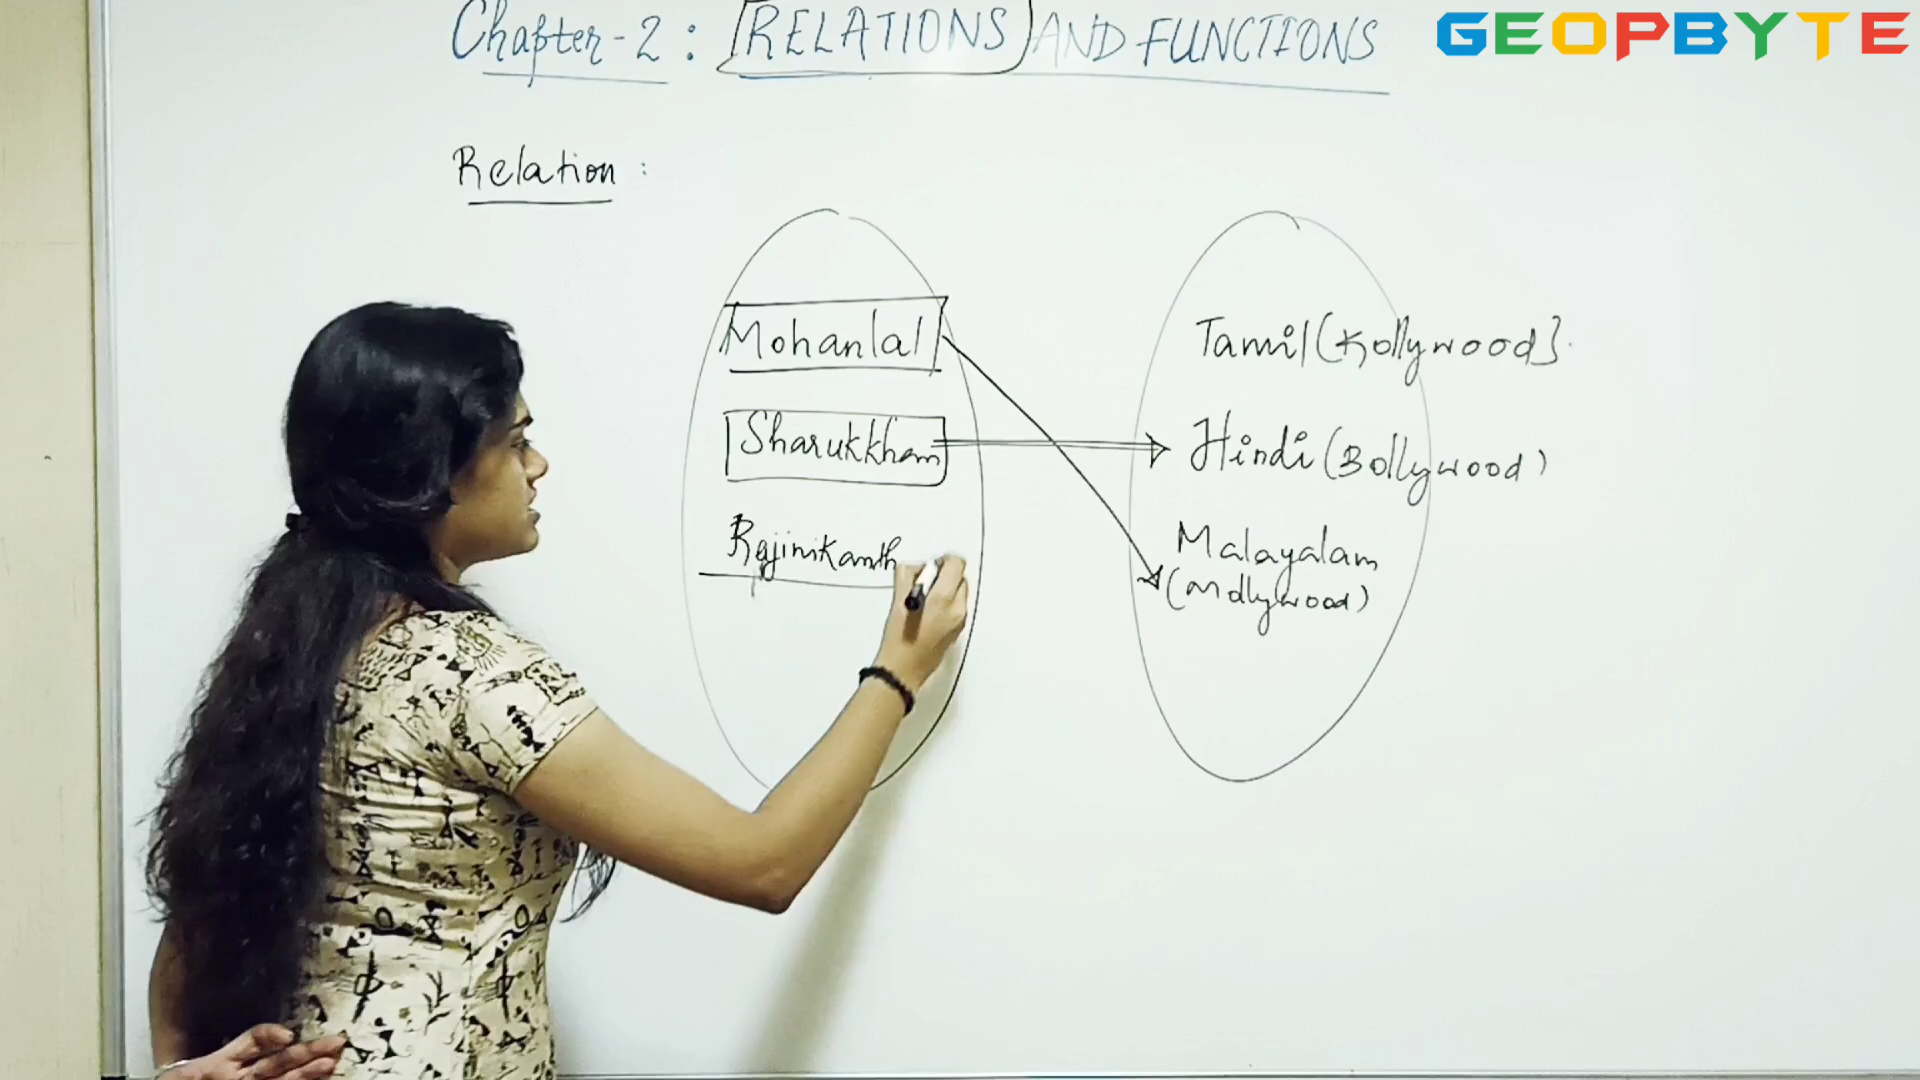 Chapter-2: RELATIONS AND FUNCTIONS
GEOPBYTE
Relation :
Mohanlal
Tamil (Kollywood).
Sharukkhan
Hindi (Bollywood)
Rajinikanth
Malayalam
(Mollywood)